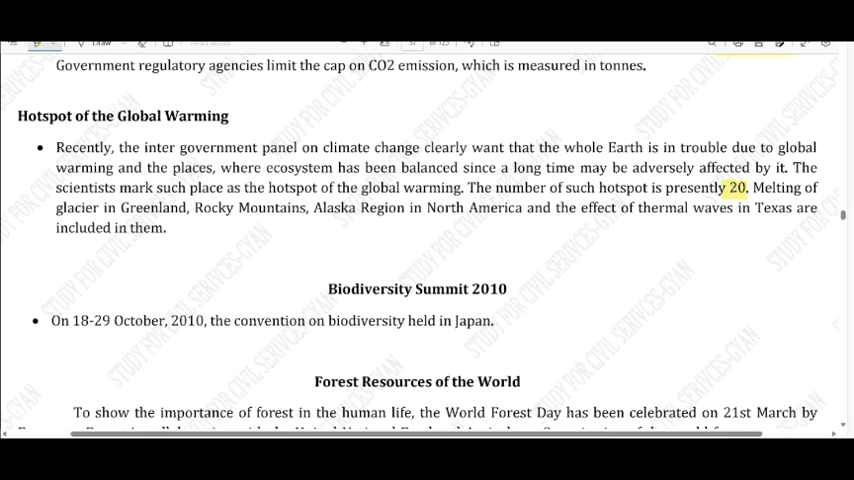 Government regulatory agencies limit the cap on CO2 emission, which is measured in tonnes.
Hotspot of the Global Warming
• Recently, the inter government panel on climate change clearly want that the whole Earth is in trouble due to global
warming and the places, where ecosystem has been balanced since a long time may be adversely affected by it. The
scientists mark such place as the hotspot of the global warming. The number of such hotspot is presently 20. Melting of
glacier in Greenland, Rocky Mountains, Alaska Region in North America and the effect of thermal waves in Texas are
included in them.
Biodiversity Summit 2010
• On 18-29 October, 2010, the convention on biodiversity held in Japan.
Forest Resources of the World
To show the importance of forest in the human life, the World Forest Day has been celebrated on 21st March by
STUDY FOR CIVIL SERIVCES-GYAN